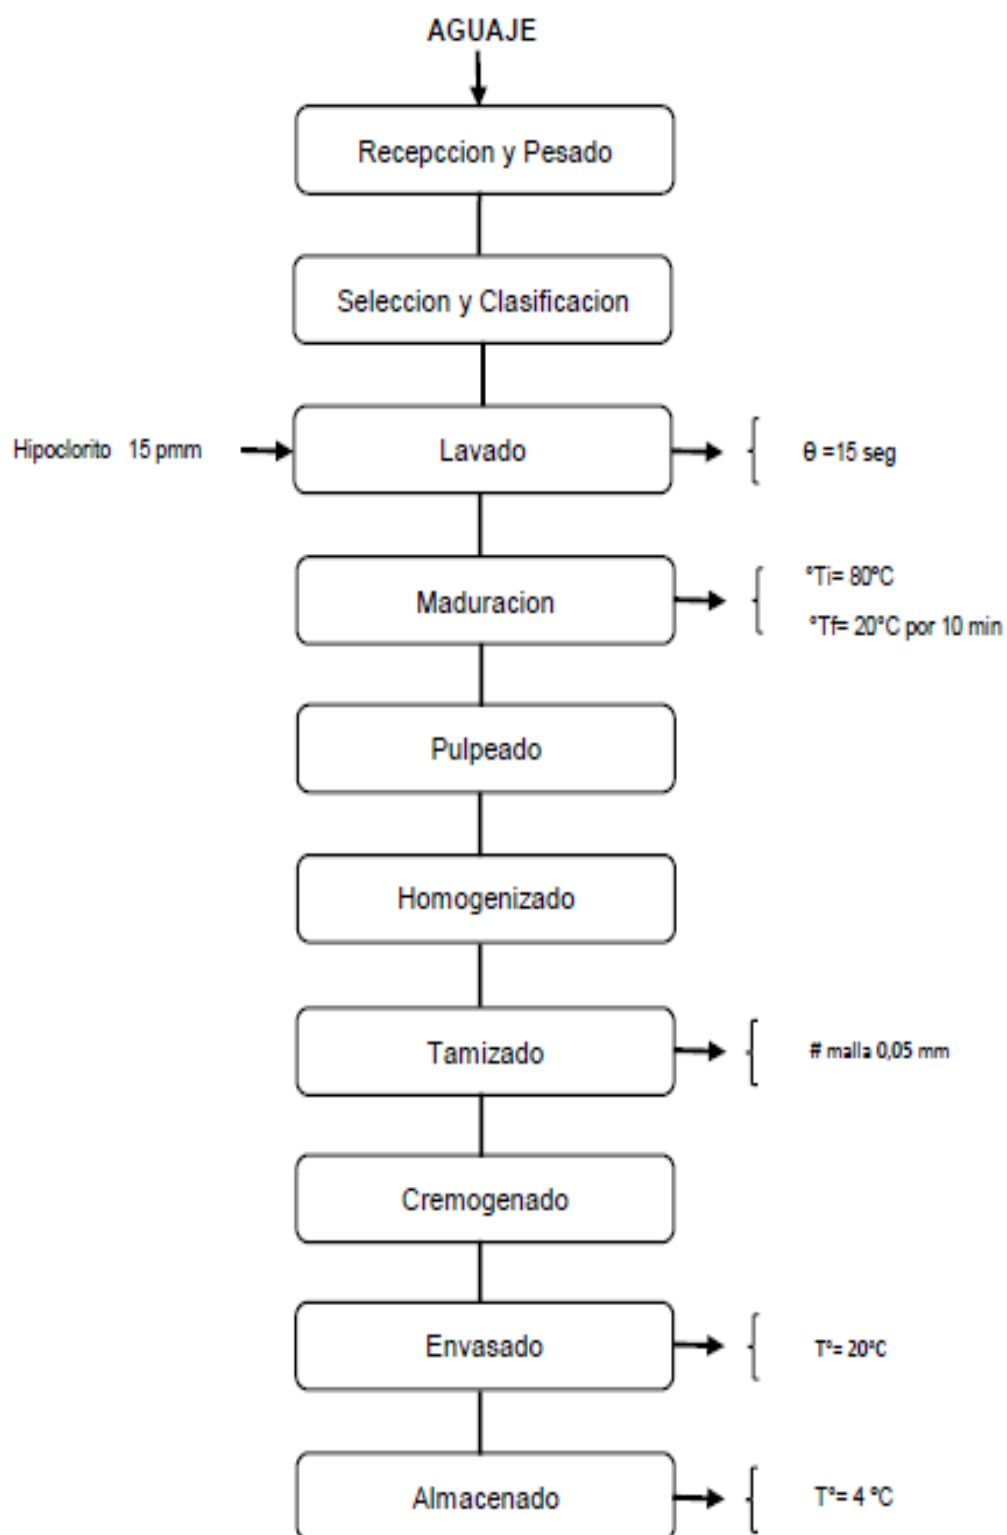 AGUAJE
Recepccion y Pesado
Seleccion y Clasificacion
Hipoclorito 15 pmm
Lavado
θ =15 seg
Maduracion
°Ti= 80°C
°Tf= 20°C por 10 min
Pulpeado
Homogenizado
Tamizado
# malla 0,05 mm
Cremogenado
Envasado
T°= 20°C
Almacenado
T°= 4 °C